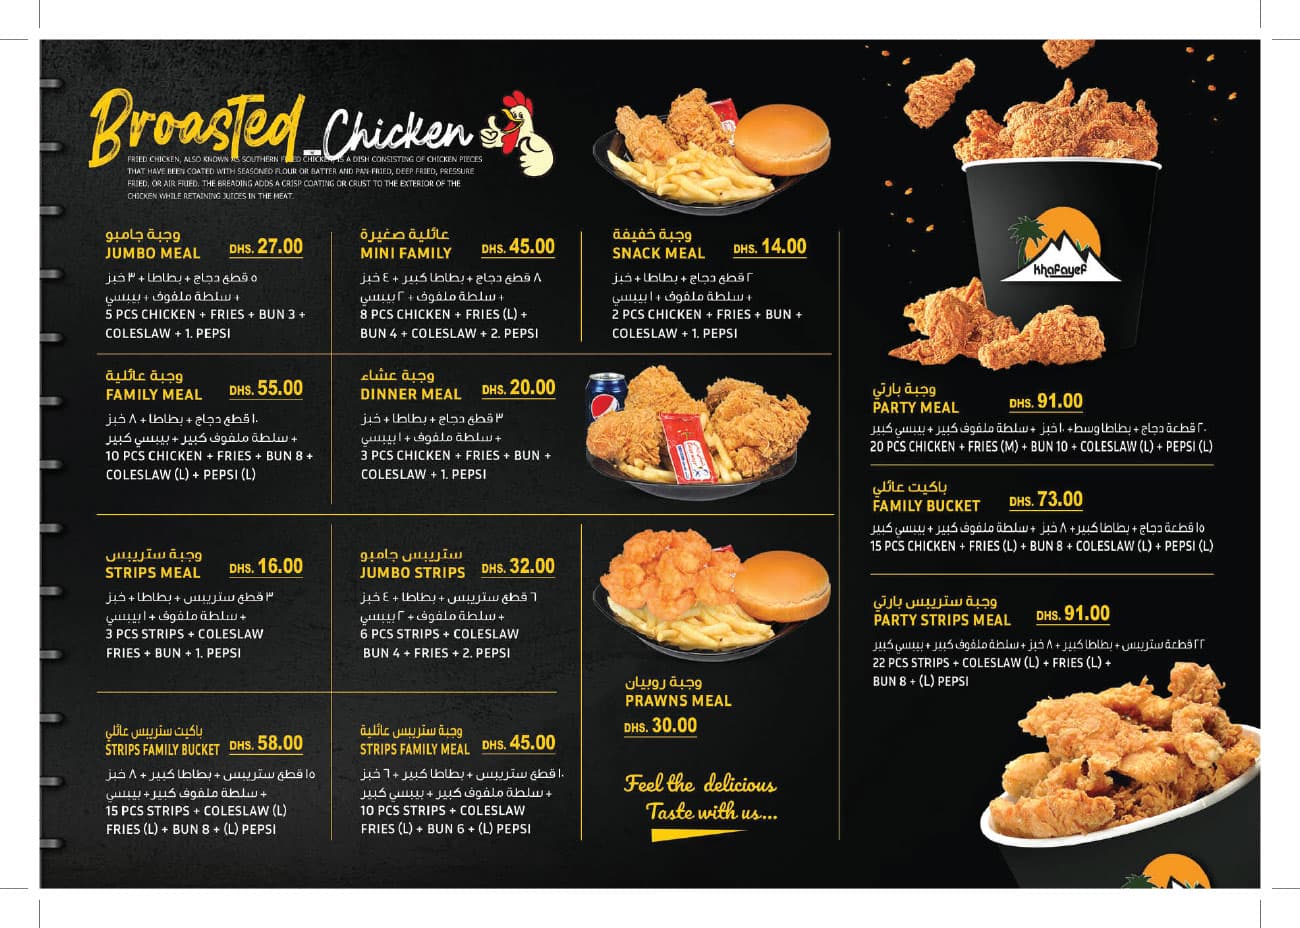 Broasted Chicken
FRIED CHICKEN, ALSO KNOWN AS SOUTHERN FRIED CHICKEN, IS A DISH CONSISTING OF CHICKEN PIECES
THAT HAVE BEEN COATED WITH SEASONED FLOUR OR BATTER AND PAN-FRIED, DEEP FRIED, PRESSURE
FRIED, OR AIR FRIED. THE BREADING ADDS A CRISP COATING OR CRUST TO THE EXTERIOR OF THE
CHICKEN WHILE RETAINING JUICES IN THE MEAT.
وجبة جامبو
JUMBO MEAL DHS. 27.00
٥ قطع دجاج + بطاطا + ٣ خبز
+ سلطة ملفوف + بيبسي
5 PCS CHICKEN + FRIES + BUN 3 +
COLESLAW + 1. PEPSI
عائلية صغيرة
MINI FAMILY DHS. 45.00
٨ قطع دجاج + بطاطا كبير + ٤ خبز
+ سلطة ملفوف + ٢ بيبسي
8 PCS CHICKEN + FRIES (L) +
BUN 4 + COLESLAW + 2. PEPSI
وجبة خفيفة
SNACK MEAL DHS. 14.00
٢ قطع دجاج + بطاطا + خبز
+ سلطة ملفوف + ١ بيبسي
2 PCS CHICKEN + FRIES + BUN +
COLESLAW + 1. PEPSI
وجبة عائلية
FAMILY MEAL DHS. 55.00
١٠ قطع دجاج + بطاطا + ٨ خبز
+ سلطة ملفوف كبير + بيبسي كبير
10 PCS CHICKEN + FRIES + BUN 8 +
COLESLAW (L) + PEPSI (L)
وجبة عشاء
DINNER MEAL DHS. 20.00
٣ قطع دجاج + بطاطا + خبز
+ سلطة ملفوف + ١ بيبسي
3 PCS CHICKEN + FRIES + BUN +
COLESLAW + 1. PEPSI
وجبة ستريبس
STRIPS MEAL DHS. 16.00
٣ قطع ستريبس + بطاطا + خبز
+ سلطة ملفوف + ١ بيبسي
3 PCS STRIPS + COLESLAW
FRIES + BUN + 1. PEPSI
ستريبس جامبو
JUMBO STRIPS DHS. 32.00
٦ قطع ستريبس + بطاطا + ٤ خبز
+ سلطة ملفوف + ٢ بيبسي
6 PCS STRIPS + COLESLAW
BUN 4 + FRIES + 2. PEPSI
وجبة روبيان
PRAWNS MEAL
DHS. 30.00
باكيت ستريبس عائلي
STRIPS FAMILY BUCKET DHS. 58.00
١٥ قطع ستريبس + بطاطا كبير + ٨ خبز
+ سلطة ملفوف كبير + بيبسي
15 PCS STRIPS + COLESLAW (L)
FRIES (L) + BUN 8 + (L) PEPSI
وجبة ستريبس عائلية
STRIPS FAMILY MEAL DHS. 45.00
١٠ قطع ستريبس + بطاطا كبير + ٦ خبز
+ سلطة ملفوف كبير + بيبسي كبير
10 PCS STRIPS + COLESLAW
FRIES (L) + BUN 6 + (L) PEPSI
Feel the delicious
Taste with us...
khafayef
وجبة بارتي
PARTY MEAL DHS. 91.00
٢٠ قطعة دجاج + بطاطا وسط + ١٠ خبز + سلطة ملفوف كبير + بيبسي كبير
20 PCS CHICKEN + FRIES (M) + BUN 10 + COLESLAW (L) + PEPSI (L)
باكيت عائلي
FAMILY BUCKET DHS. 73.00
١٥ قطعة دجاج + بطاطا كبير + ٨ خبز + سلطة ملفوف كبير + بيبسي كبير
15 PCS CHICKEN + FRIES (L) + BUN 8 + COLESLAW (L) + PEPSI (L)
وجبة ستريبس بارتي
PARTY STRIPS MEAL DHS. 91.00
٢٢ قطعة ستريبس + بطاطا كبير + ٨ خبز + سلطة ملفوف كبير + بيبسي كبير
22 PCS STRIPS + COLESLAW (L) + FRIES (L) +
BUN 8 + (L) PEPSI